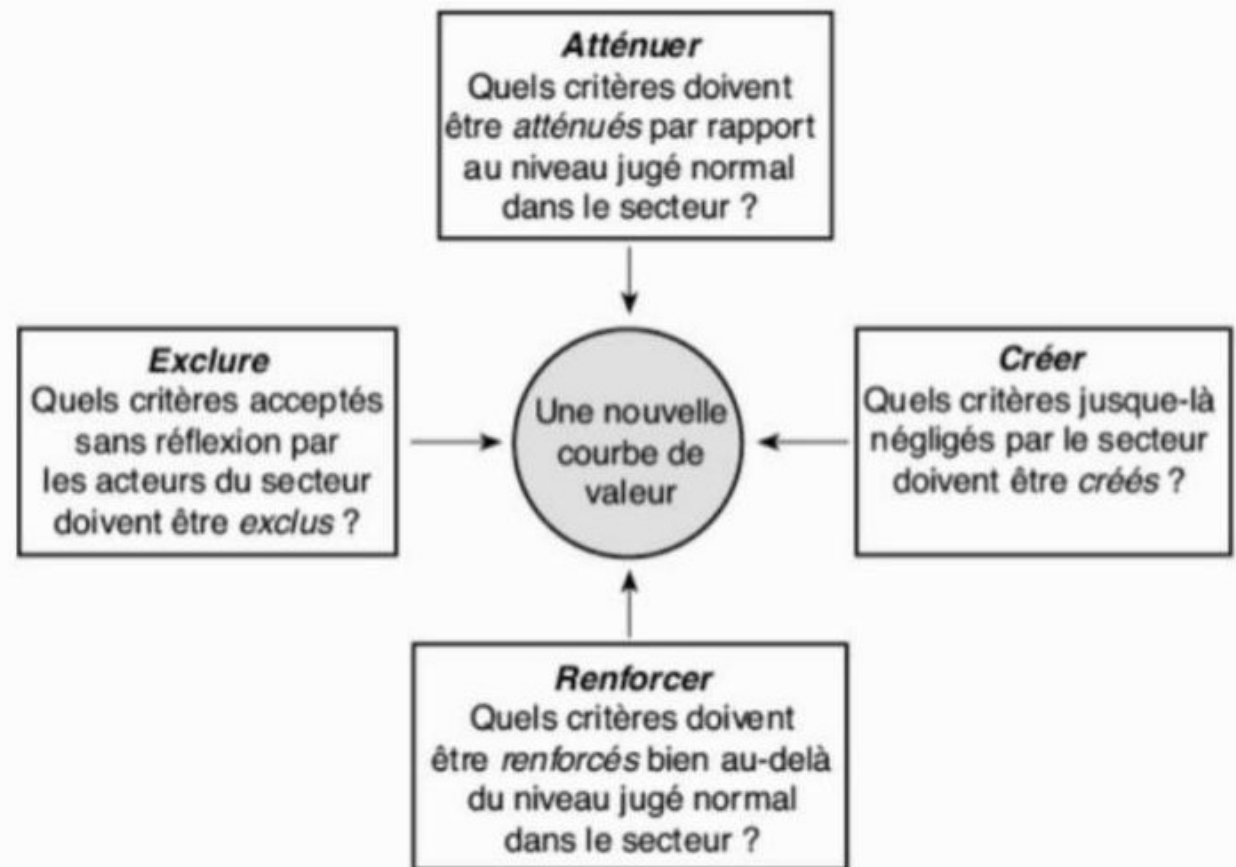 Atténuer
Quels critères doivent
être atténués par rapport
au niveau jugé normal
dans le secteur ?
Exclure
Quels critères acceptés
sans réflexion par
les acteurs du secteur
doivent être exclus ?
Une nouvelle
courbe de
valeur
Créer
Quels critères jusque-là
négligés par le secteur
doivent être créés ?
Renforcer
Quels critères doivent
être renforcés bien au-delà
du niveau jugé normal
dans le secteur ?